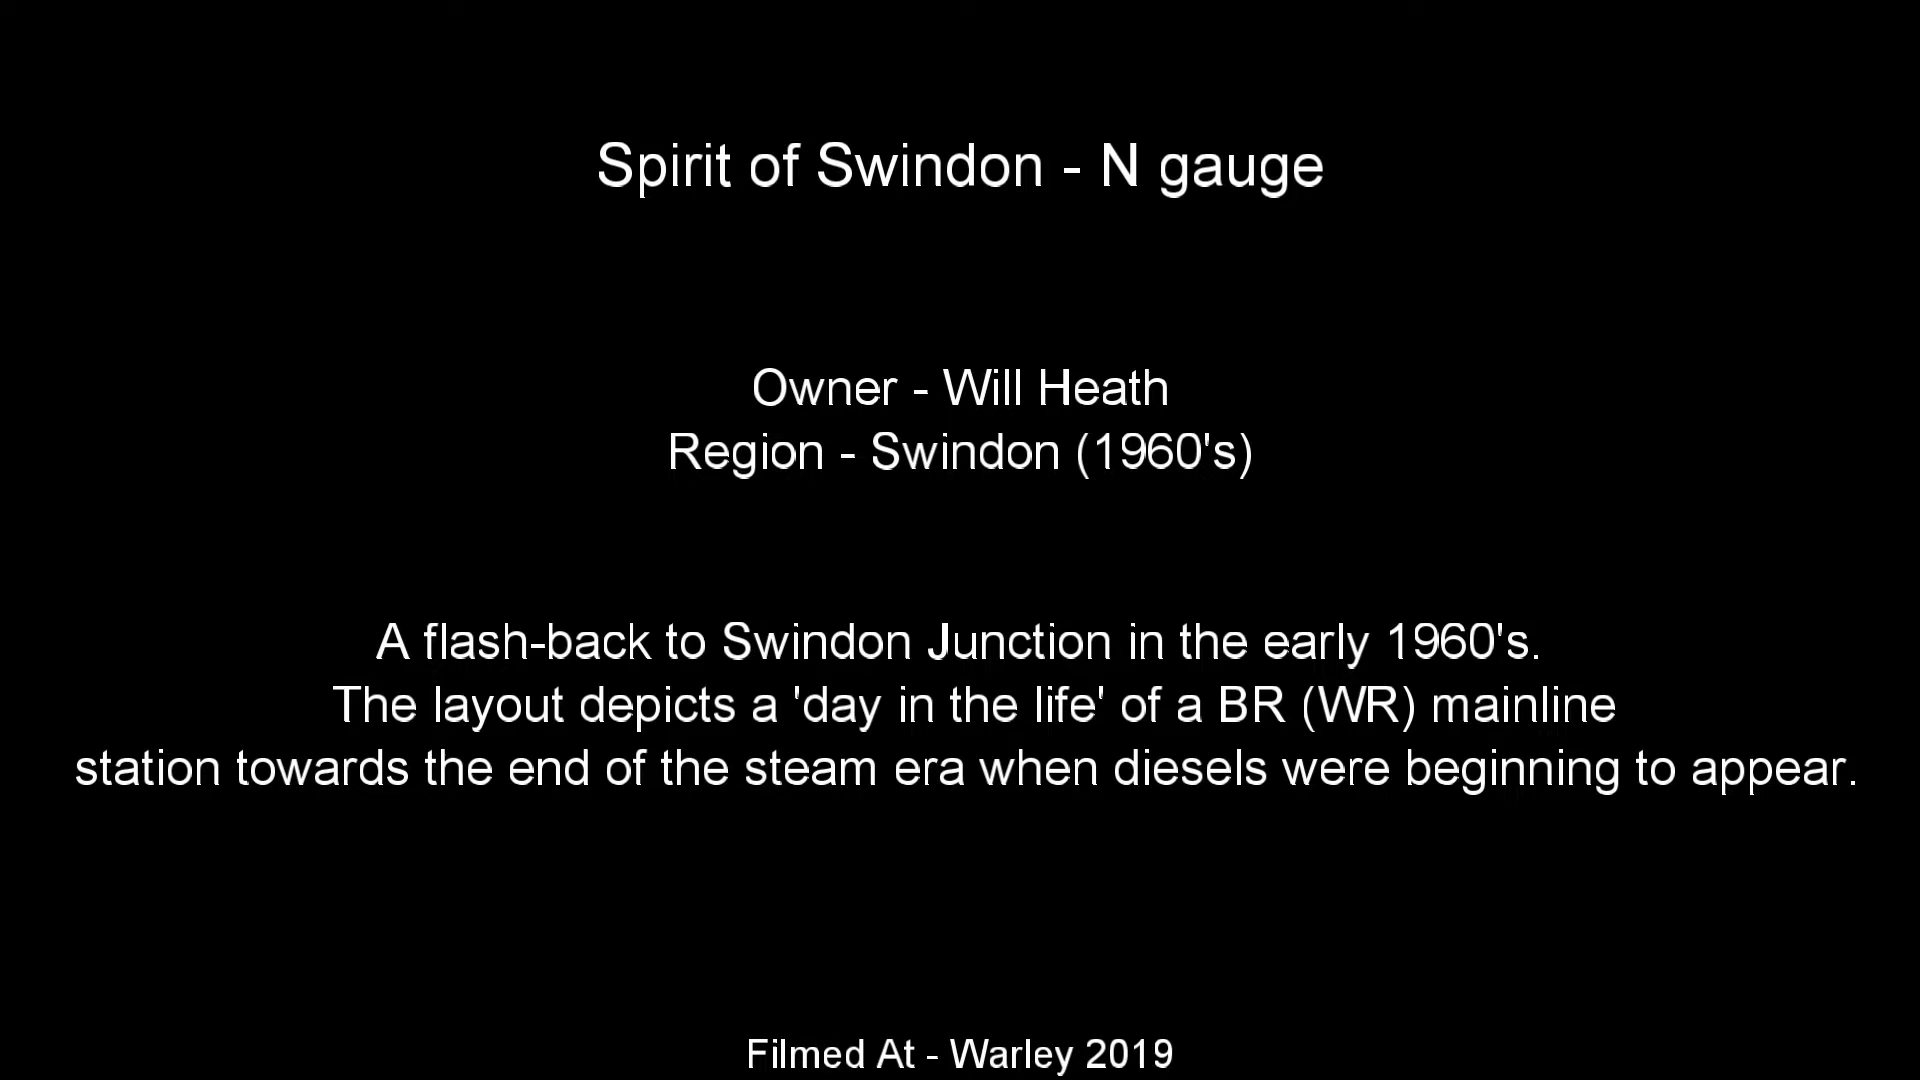 Spirit of Swindon - N gauge
Owner - Will Heath
Region - Swindon (1960's)
A flash-back to Swindon Junction in the early 1960's.
The layout depicts a 'day in the life' of a BR (WR) mainline
station towards the end of the steam era when diesels were beginning to appear.
Filmed At - Warley 2019